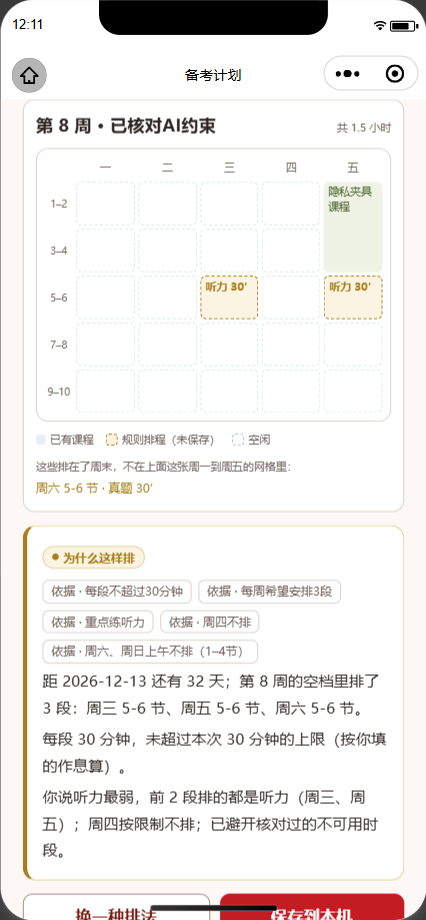 12:11
备考计划
第 8 周·已核对AI约束
共 1.5 小时
一 二 三 四 五
1–2
隐私夹具
课程
3–4
5–6
听力 30′
听力 30′
7–8
9–10
已有课程 规则排程（未保存） 空闲
这些排在了周末，不在上面这张周一到周五的网格里：
周六 5-6 节 · 真题 30′
为什么这样排
依据 · 每段不超过30分钟 依据 · 每周希望安排3段
依据 · 重点练听力 依据 · 周四不排
依据 · 周六、周日上午不排（1–4节）
距 2026-12-13 还有 32 天；第 8 周的空档里排了
3 段：周三 5-6 节、周五 5-6 节、周六 5-6 节。
每段 30 分钟，未超过本次 30 分钟的上限（按你填
的作息算）。
你说听力最弱，前 2 段排的都是听力（周三、周
五）；周四按限制不排；已避开核对过的不可用时
段。
换一种排法 保存到本机